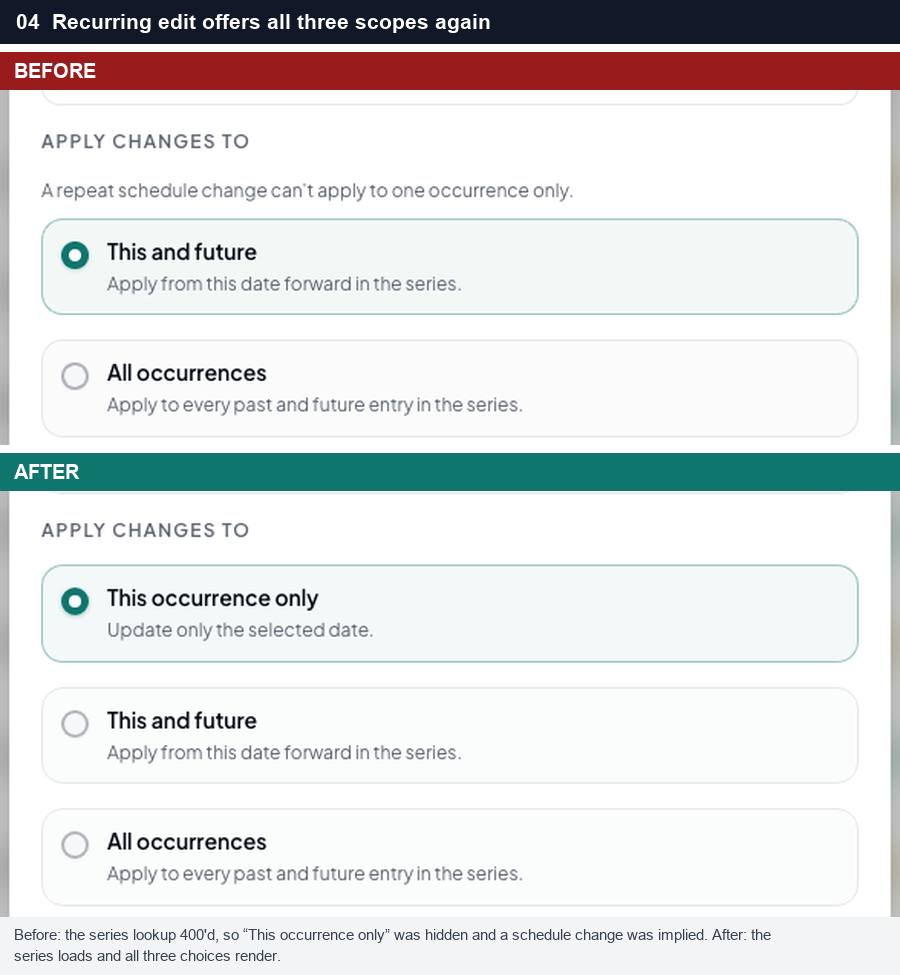 04 Recurring edit offers all three scopes again
BEFORE
APPLY CHANGES TO
A repeat schedule change can't apply to one occurrence only.
This and future
Apply from this date forward in the series.
All occurrences
Apply to every past and future entry in the series.
AFTER
APPLY CHANGES TO
This occurrence only
Update only the selected date.
This and future
Apply from this date forward in the series.
All occurrences
Apply to every past and future entry in the series.
Before: the series lookup 400'd, so “This occurrence only” was hidden and a schedule change was implied. After: the
series loads and all three choices render.